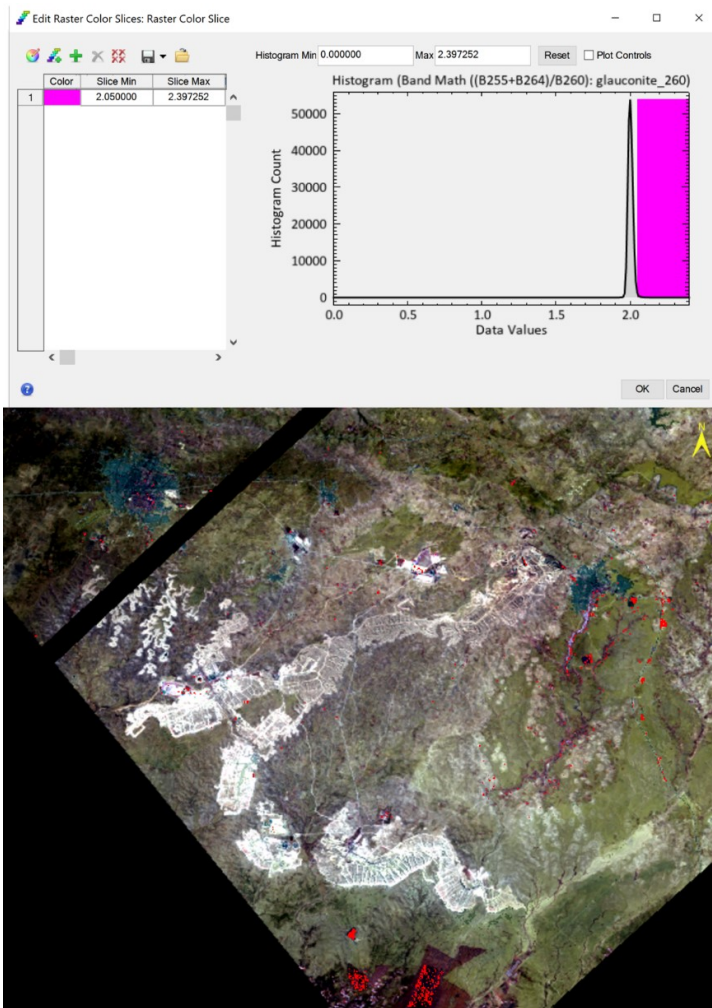 Edit Raster Color Slices: Raster Color Slice
Histogram Min 0.000000 Max 2.397252 Reset Plot Controls
Color Slice Min Slice Max
1 2.050000 2.397252
Histogram (Band Math ((B255+B264)/B260): glauconite_260)
Histogram Count
50000
40000
30000
20000
10000
0
0.0 0.5 1.0 1.5 2.0
Data Values
OK Cancel
N